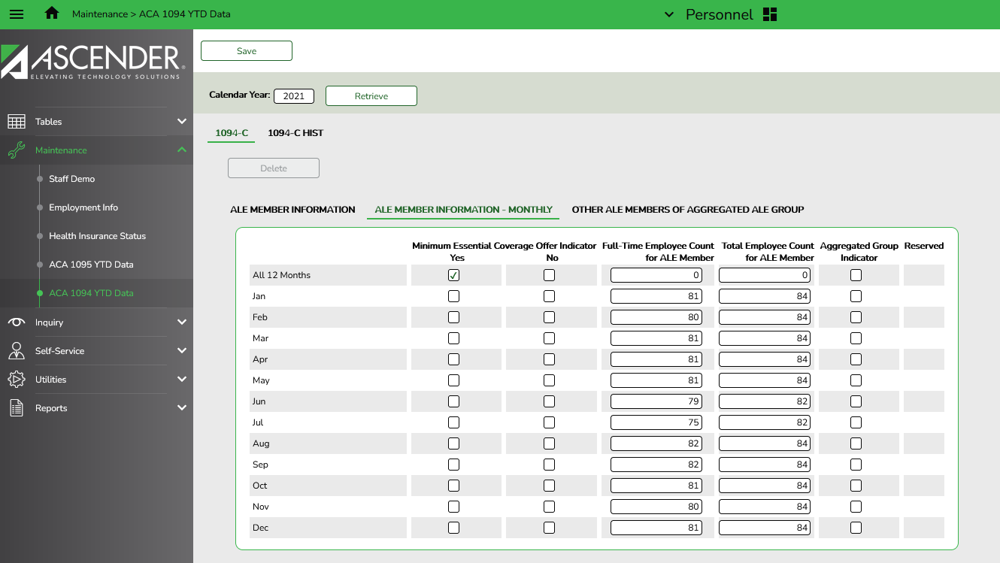 Maintenance > ACA 1094 YTD Data
Personnel
ASCENDER®
ELEVATING TECHNOLOGY SOLUTIONS
Tables
Maintenance
Staff Demo
Employment Info
Health Insurance Status
ACA 1095 YTD Data
ACA 1094 YTD Data
Inquiry
Self-Service
Utilities
Reports
Save
Calendar Year: 2021 Retrieve
1094-C 1094-C HIST
Delete
ALE MEMBER INFORMATION ALE MEMBER INFORMATION - MONTHLY OTHER ALE MEMBERS OF AGGREGATED ALE GROUP
Minimum Essential Coverage Offer Indicator Full-Time Employee Count Total Employee Count Aggregated Group Reserved
Yes No for ALE Member for ALE Member Indicator
All 12 Months 0 0
Jan 81 84
Feb 80 84
Mar 81 84
Apr 81 84
May 81 84
Jun 79 82
Jul 75 82
Aug 82 84
Sep 82 84
Oct 81 84
Nov 80 84
Dec 81 84